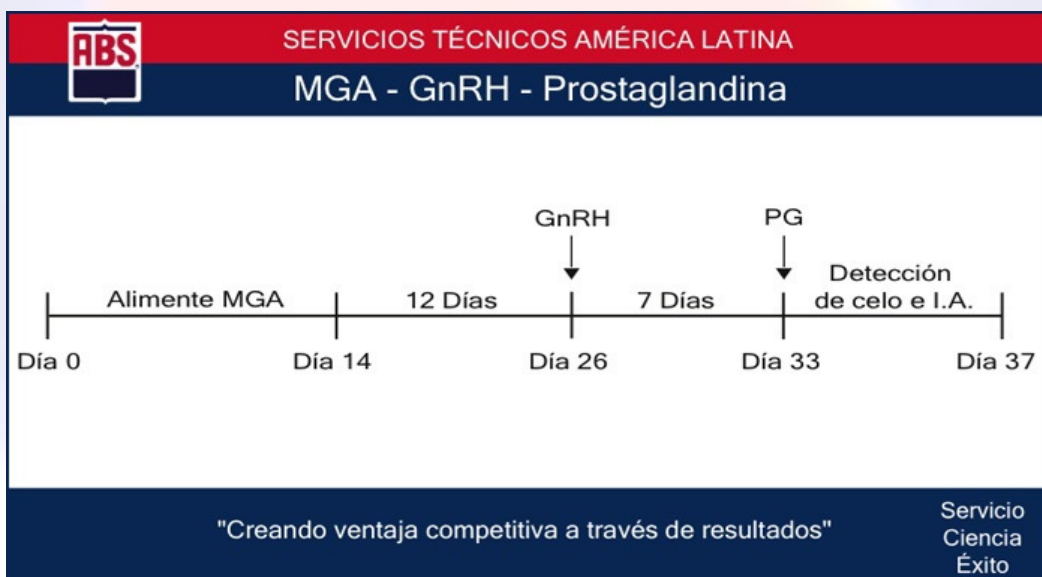 ABS
SERVICIOS TÉCNICOS AMÉRICA LATINA
MGA - GnRH - Prostaglandina
GnRH
PG
Alimente MGA
12 Días
7 Días
Detección
de celo e I.A.
Día 0
Día 14
Día 26
Día 33
Día 37
"Creando ventaja competitiva a través de resultados"
Servicio
Ciencia
Éxito